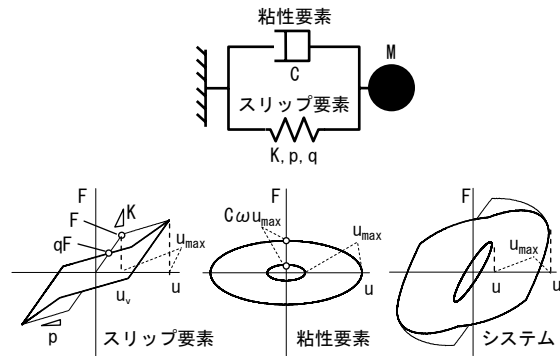 粘性要素
C
M
スリップ要素
K, p, q
F
K
F
qF
u_max
u_v
u
p
スリップ要素
F
Cωu_max
u_max
u
粘性要素
F
u_max
u
u
システム